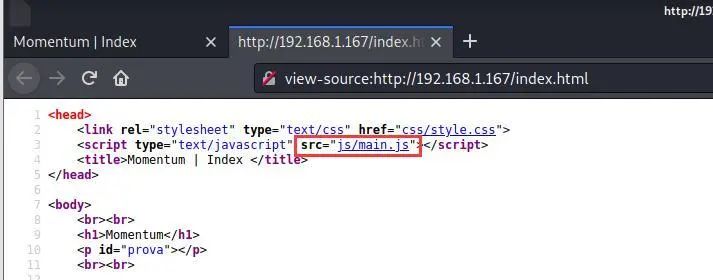 http://19
Momentum | Index
http://192.168.1.167/index.h
view-source:http://192.168.1.167/index.html
1 <head>
2 <link rel="stylesheet" type="text/css" href="css/style.css">
3 <script type="text/javascript" src="js/main.js"></script>
4 <title>Momentum | Index </title>
5 </head>
6
7 <body>
8 <br><br>
9 <h1>Momentum</h1>
10 <p id="prova"></p>
11 <br><br>